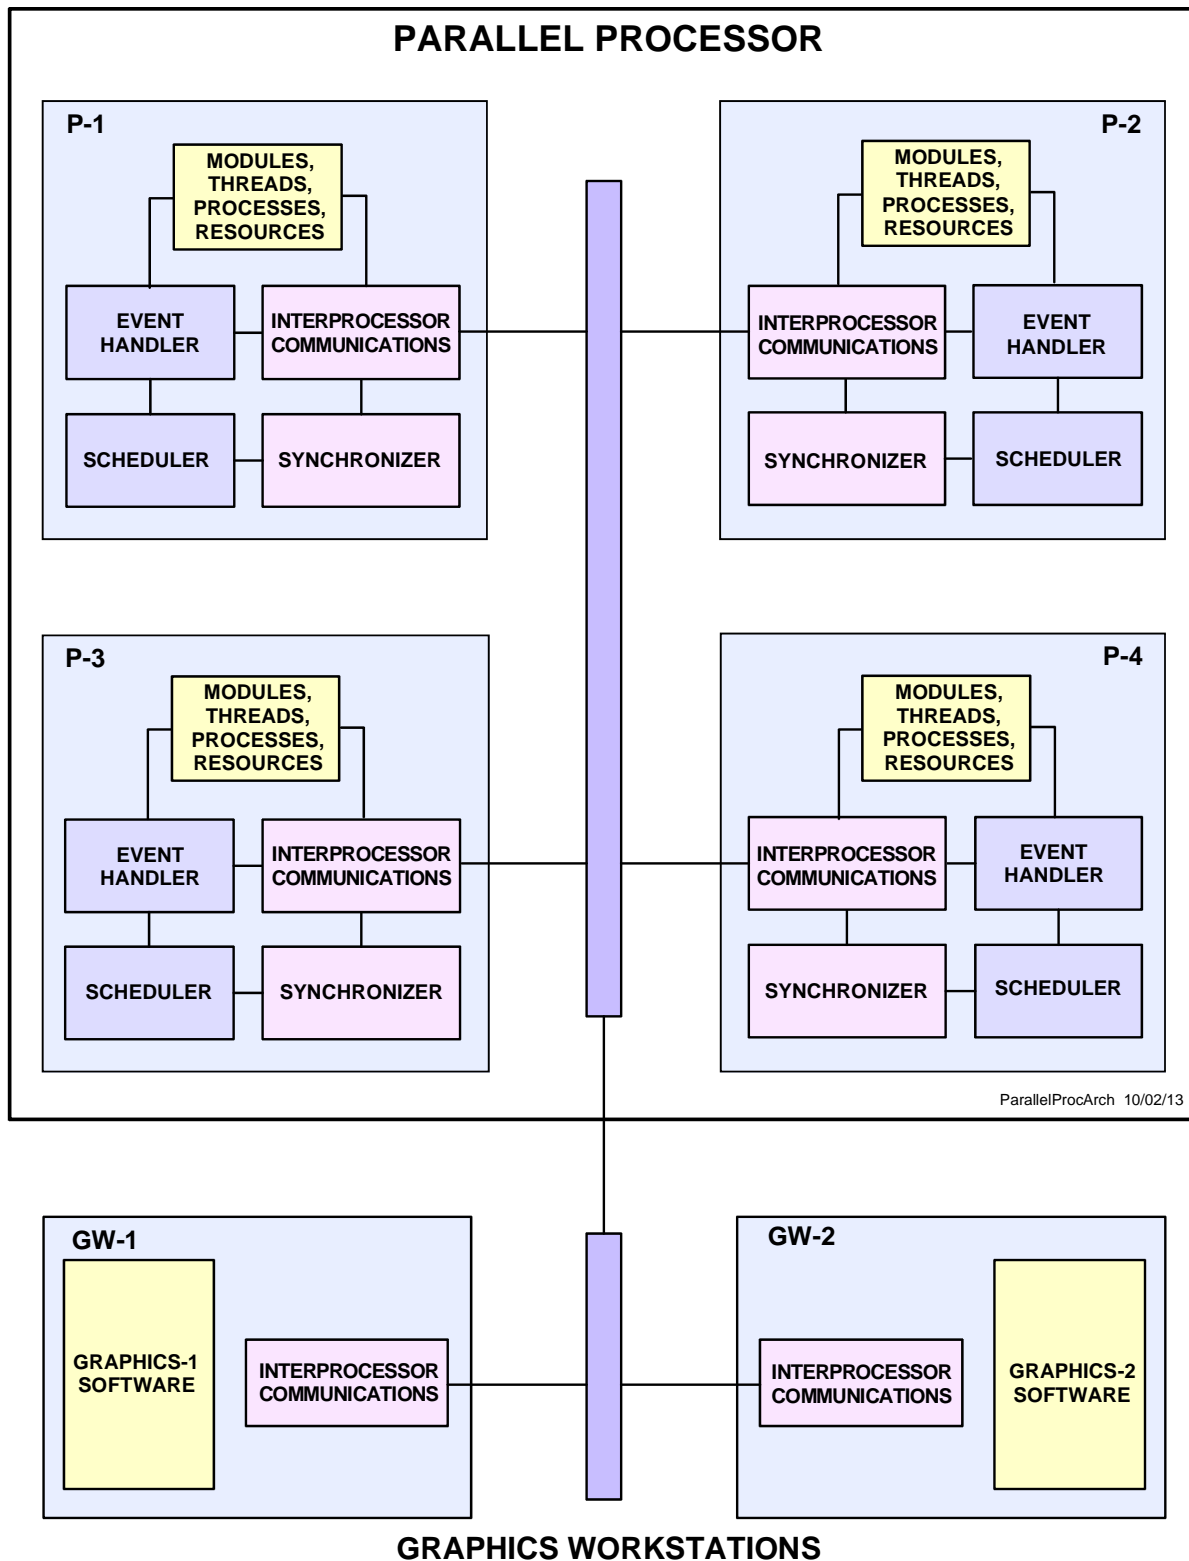 PARALLEL PROCESSOR
P-1
MODULES,
THREADS,
PROCESSES,
RESOURCES
EVENT
HANDLER
INTERPROCESSOR
COMMUNICATIONS
SCHEDULER
SYNCHRONIZER
P-2
MODULES,
THREADS,
PROCESSES,
RESOURCES
INTERPROCESSOR
COMMUNICATIONS
EVENT
HANDLER
SYNCHRONIZER
SCHEDULER
P-3
MODULES,
THREADS,
PROCESSES,
RESOURCES
EVENT
HANDLER
INTERPROCESSOR
COMMUNICATIONS
SCHEDULER
SYNCHRONIZER
P-4
MODULES,
THREADS,
PROCESSES,
RESOURCES
INTERPROCESSOR
COMMUNICATIONS
EVENT
HANDLER
SYNCHRONIZER
SCHEDULER
ParallelProcArch 10/02/13
GW-1
GRAPHICS-1
SOFTWARE
INTERPROCESSOR
COMMUNICATIONS
GW-2
INTERPROCESSOR
COMMUNICATIONS
GRAPHICS-2
SOFTWARE
GRAPHICS WORKSTATIONS